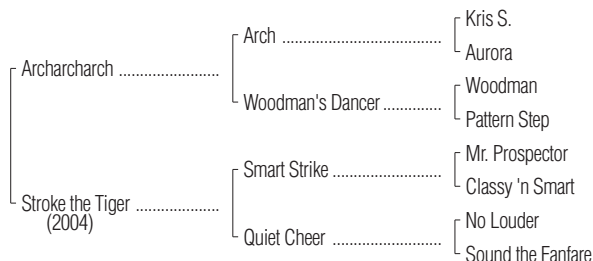 Kris S.
Arch ........................................
Aurora
Archarcharch .........................
Woodman
Woodman's Dancer ..............
Pattern Step
Mr. Prospector
Smart Strike ...........................
Classy 'n Smart
Stroke the Tiger .....................
(2004)
No Louder
Quiet Cheer ...........................
Sound the Fanfare